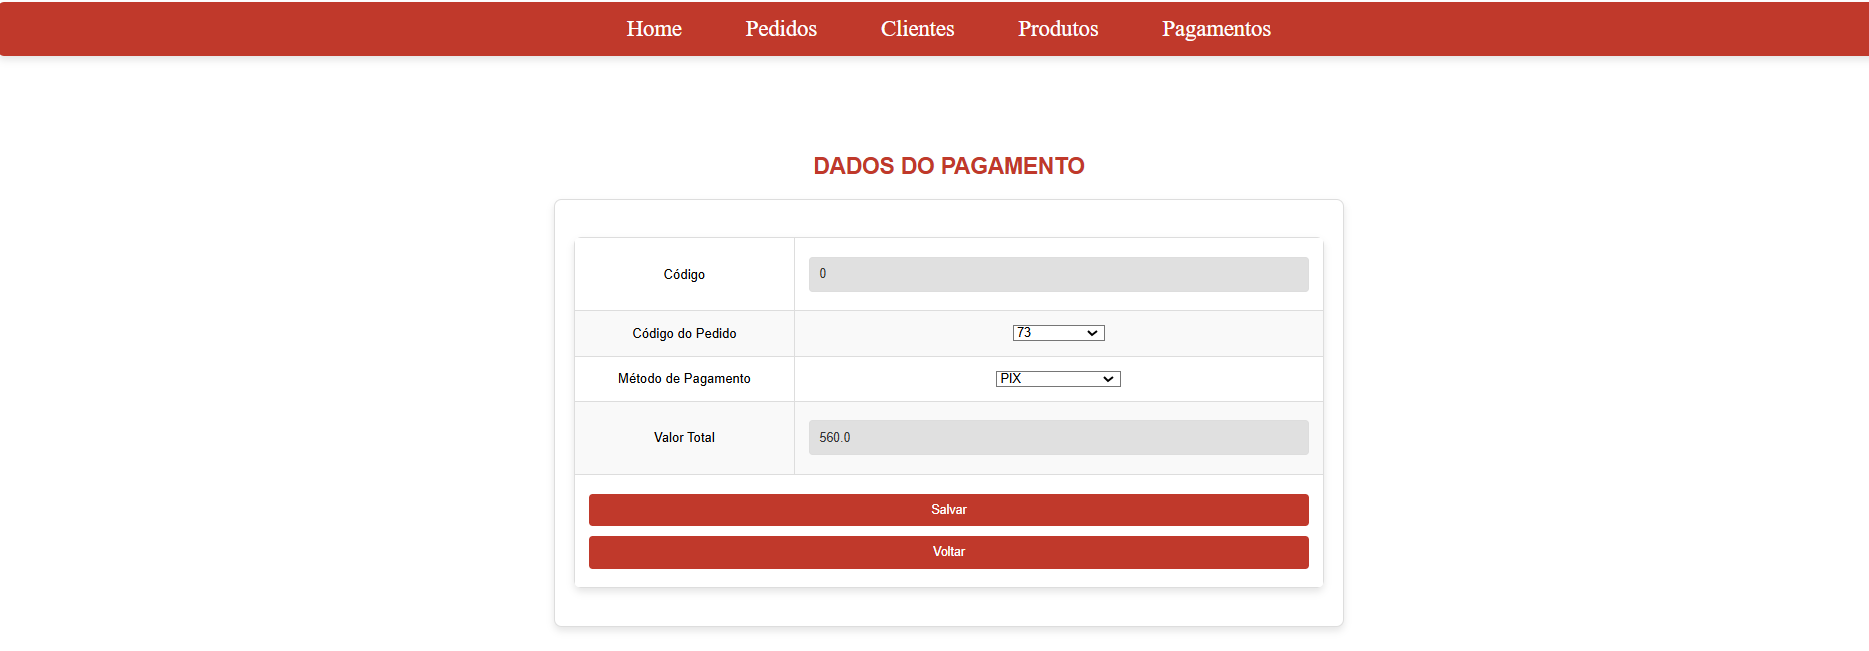 Home Pedidos Clientes Produtos Pagamentos
DADOS DO PAGAMENTO
Código 0
Código do Pedido 73
Método de Pagamento PIX
Valor Total 560.0
Salvar
Voltar